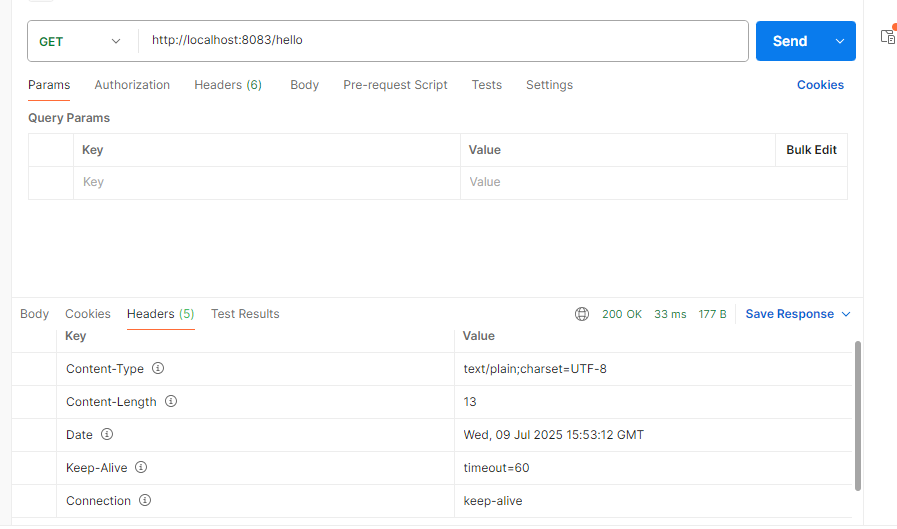 GET http://localhost:8083/hello Send
Params Authorization Headers (6) Body Pre-request Script Tests Settings Cookies
Query Params
Key Value Bulk Edit
Key Value
Body Cookies Headers (5) Test Results 200 OK 33 ms 177 B Save Response
Key Value
Content-Type text/plain;charset=UTF-8
Content-Length 13
Date Wed, 09 Jul 2025 15:53:12 GMT
Keep-Alive timeout=60
Connection keep-alive